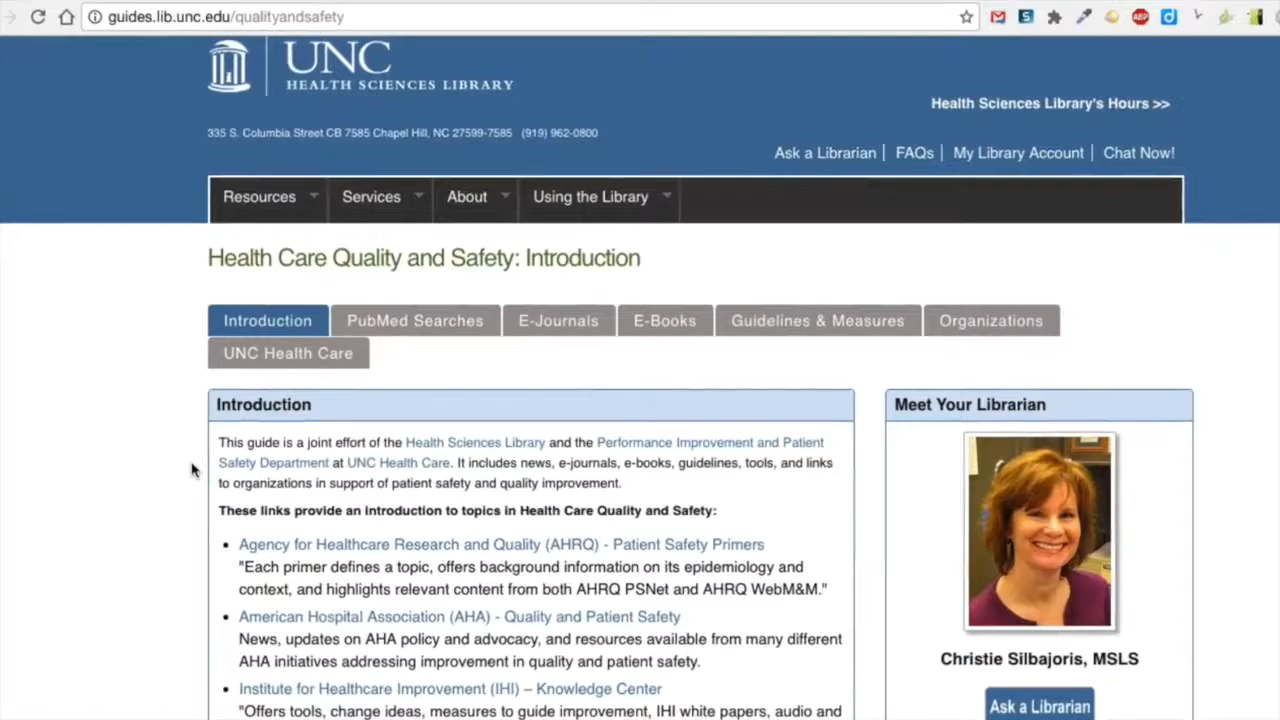 guides.lib.unc.edu/qualityandsafety
UNC
HEALTH SCIENCES LIBRARY
Health Sciences Library's Hours >>
335 S. Columbia Street CB 7585 Chapel Hill, NC 27599-7585 (919) 962-0800
Ask a Librarian | FAQs | My Library Account | Chat Now!
Resources Services About Using the Library
Health Care Quality and Safety: Introduction
Introduction PubMed Searches E-Journals E-Books Guidelines & Measures Organizations
UNC Health Care
Introduction
This guide is a joint effort of the Health Sciences Library and the Performance Improvement and Patient
Safety Department at UNC Health Care. It includes news, e-journals, e-books, guidelines, tools, and links
to organizations in support of patient safety and quality improvement.
These links provide an introduction to topics in Health Care Quality and Safety:
• Agency for Healthcare Research and Quality (AHRQ) - Patient Safety Primers
"Each primer defines a topic, offers background information on its epidemiology and
context, and highlights relevant content from both AHRQ PSNet and AHRQ WebM&M."
• American Hospital Association (AHA) - Quality and Patient Safety
News, updates on AHA policy and advocacy, and resources available from many different
AHA initiatives addressing improvement in quality and patient safety.
• Institute for Healthcare Improvement (IHI) – Knowledge Center
"Offers tools, change ideas, measures to guide improvement, IHI white papers, audio and
Meet Your Librarian
Christie Silbajoris, MSLS
Ask a Librarian
ABP